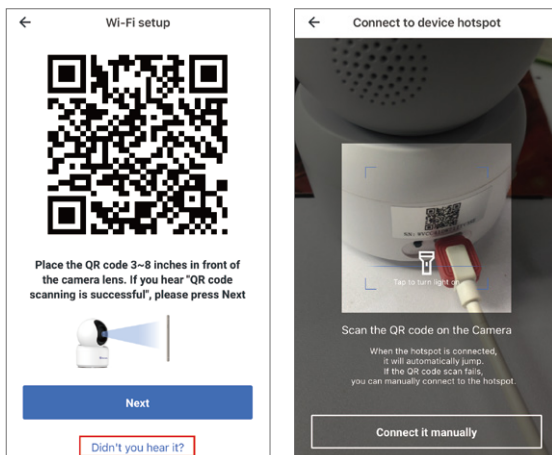 Wi-Fi setup
Place the QR code 3~8 inches in front of
the camera lens. If you hear "QR code
scanning is successful", please press Next
Next
Didn't you hear it?
Connect to device hotspot
Tap to turn light on
Scan the QR code on the Camera
When the hotspot is connected,
it will automatically jump.
If the QR code scan fails,
you can manually connect to the hotspot.
Connect it manually